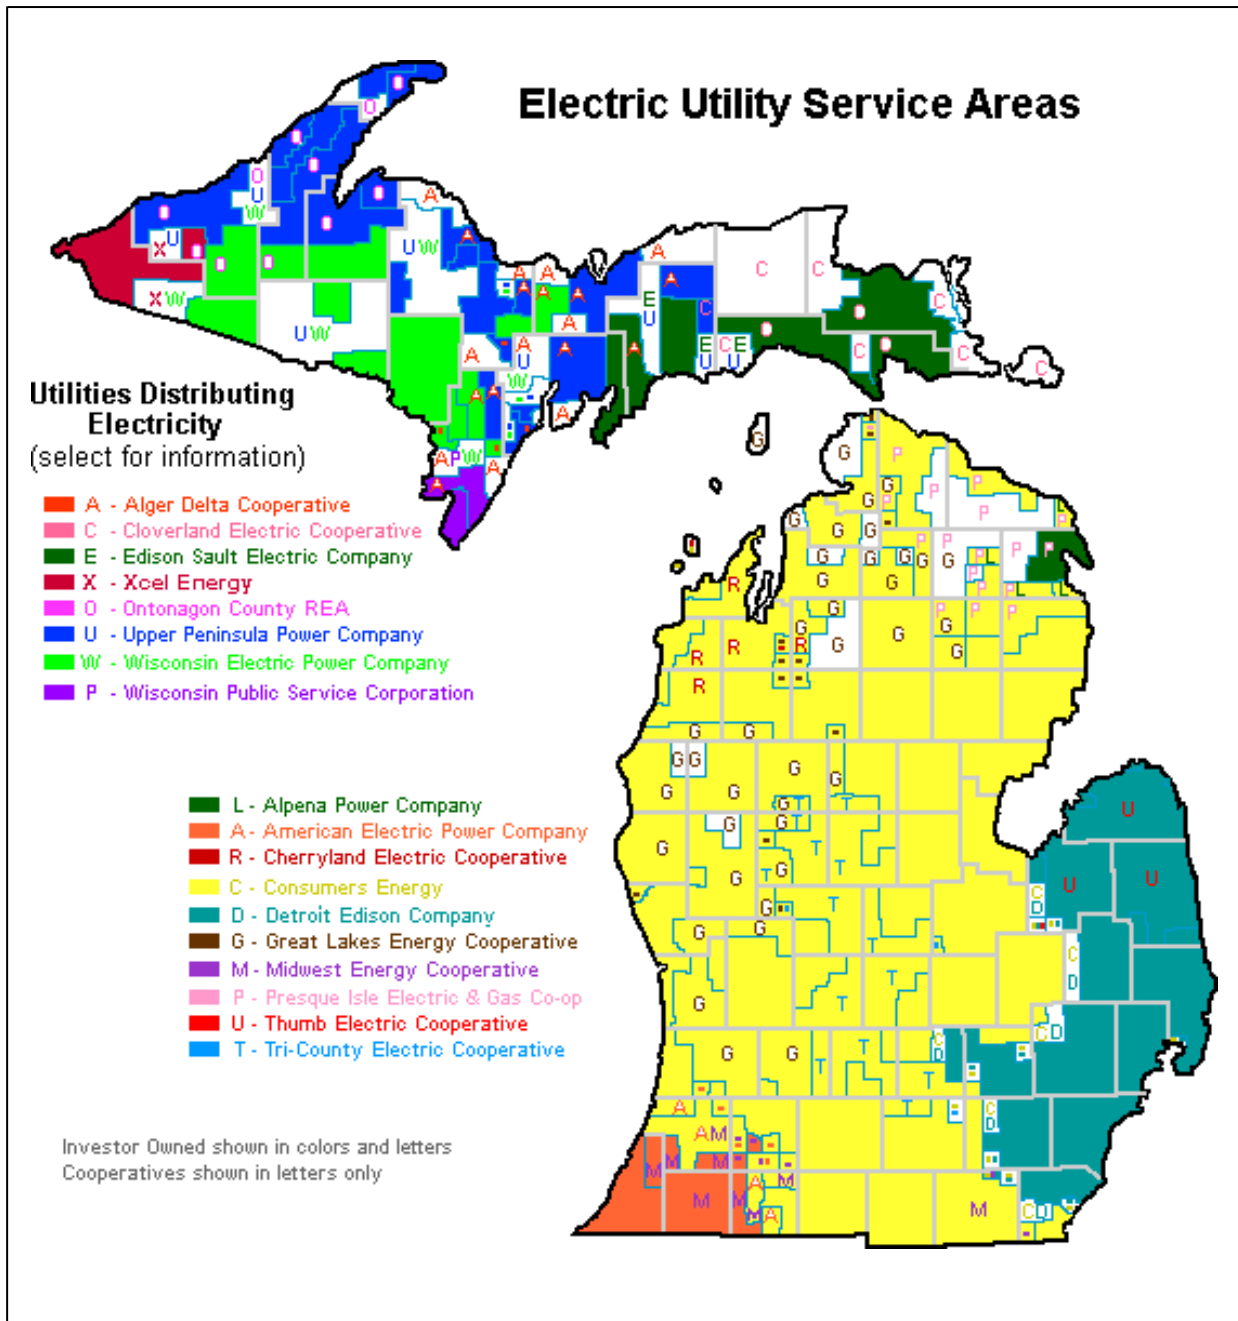 Electric Utility Service Areas
Utilities Distributing
Electricity
(select for information)
A - Alger Delta Cooperative
C - Cloverland Electric Cooperative
E - Edison Sault Electric Company
X - Xcel Energy
O - Ontonagon County REA
U - Upper Peninsula Power Company
W - Wisconsin Electric Power Company
P - Wisconsin Public Service Corporation
L - Alpena Power Company
A - American Electric Power Company
R - Cherryland Electric Cooperative
C - Consumers Energy
D - Detroit Edison Company
G - Great Lakes Energy Cooperative
M - Midwest Energy Cooperative
P - Presque Isle Electric & Gas Co-op
U - Thumb Electric Cooperative
T - Tri-County Electric Cooperative
Investor Owned shown in colors and letters
Cooperatives shown in letters only